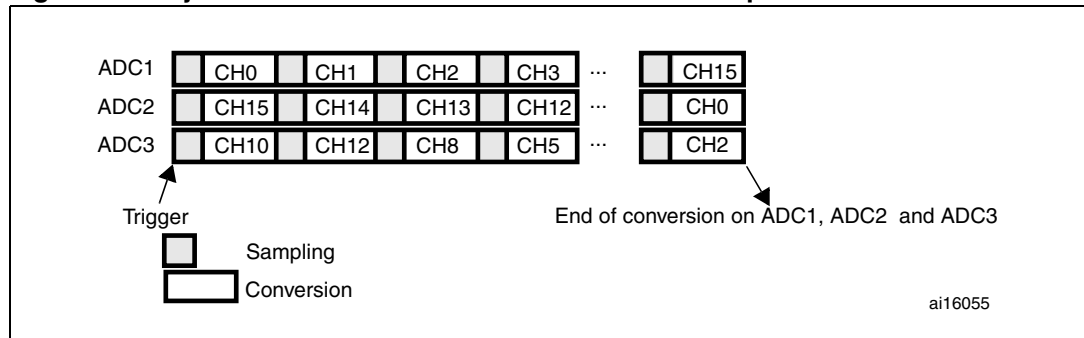 ADC1 CH0 CH1 CH2 CH3 ... CH15
ADC2 CH15 CH14 CH13 CH12 ... CH0
ADC3 CH10 CH12 CH8 CH5 ... CH2
Trigger
End of conversion on ADC1, ADC2 and ADC3
Sampling
Conversion
ai16055